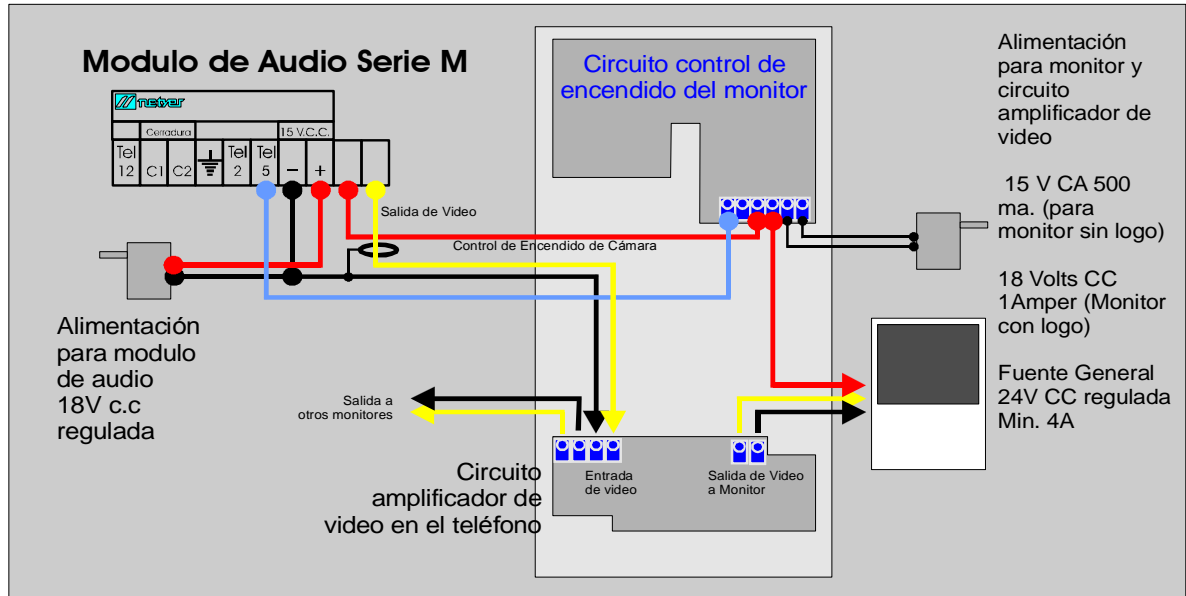 Modulo de Audio Serie M
netver
Cerradura
15 V.C.C.
Tel 12
C1
C2
Tel 2
Tel 5
−
+
Salida de Video
Control de Encendido de Cámara
Alimentación
para modulo
de audio
18V c.c
regulada
Circuito control de
encendido del monitor
Alimentación
para monitor y
circuito
amplificador de
video
15 V CA 500
ma. (para
monitor sin logo)
18 Volts CC
1Amper (Monitor
con logo)
Fuente General
24V CC regulada
Min. 4A
Salida a
otros monitores
Circuito
amplificador de
video en el teléfono
Entrada
de video
Salida de Video
a Monitor